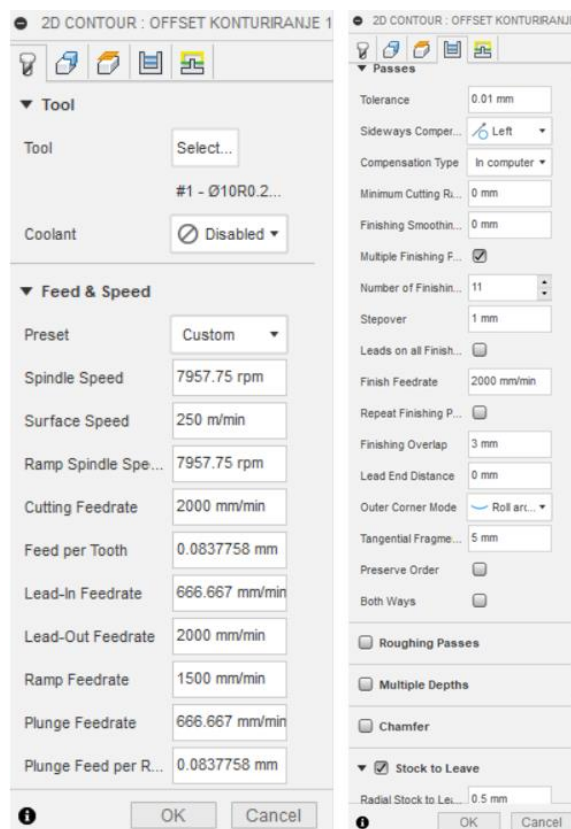 2D CONTOUR : OFFSET KONTURIRANJE 1
Tool
Tool Select...
#1 - Ø10R0.2...
Coolant Disabled
Feed & Speed
Preset Custom
Spindle Speed 7957.75 rpm
Surface Speed 250 m/min
Ramp Spindle Spe... 7957.75 rpm
Cutting Feedrate 2000 mm/min
Feed per Tooth 0.0837758 mm
Lead-In Feedrate 666.667 mm/min
Lead-Out Feedrate 2000 mm/min
Ramp Feedrate 1500 mm/min
Plunge Feedrate 666.667 mm/min
Plunge Feed per R... 0.0837758 mm
OK Cancel
2D CONTOUR : OFFSET KONTURIRANJ
Passes
Tolerance 0.01 mm
Sideways Comper... Left
Compensation Type In computer
Minimum Cutting Ra... 0 mm
Finishing Smoothin... 0 mm
Multiple Finishing F...
Number of Finishin... 11
Stepover 1 mm
Leads on all Finish...
Finish Feedrate 2000 mm/min
Repeat Finishing P...
Finishing Overlap 3 mm
Lead End Distance 0 mm
Outer Corner Mode Roll arc...
Tangential Fragme... 5 mm
Preserve Order
Both Ways
Roughing Passes
Multiple Depths
Chamfer
Stock to Leave
Radial Stock to Lea... 0.5 mm
OK Cancel